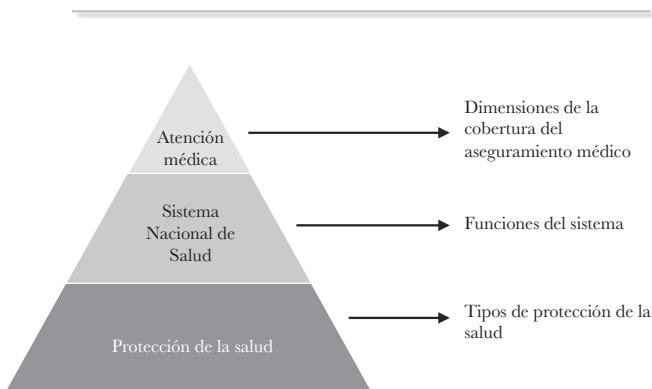 Atención
médica
Dimensiones de la
cobertura del
aseguramiento médico
Sistema
Nacional de
Salud
Funciones del sistema
Protección de la salud
Tipos de protección de la
salud